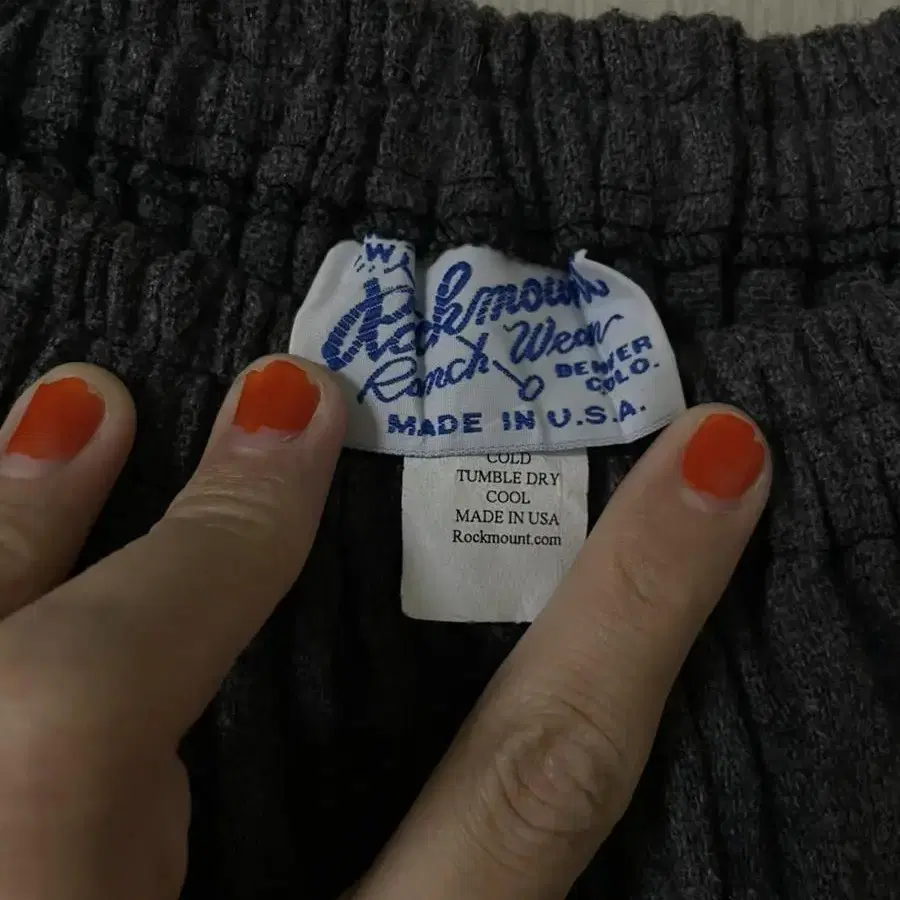 W
Rockmount
Ranch Wear
DENVER
COLO.
MADE IN U.S.A.
COLD
TUMBLE DRY
COOL
MADE IN USA
Rockmount.com